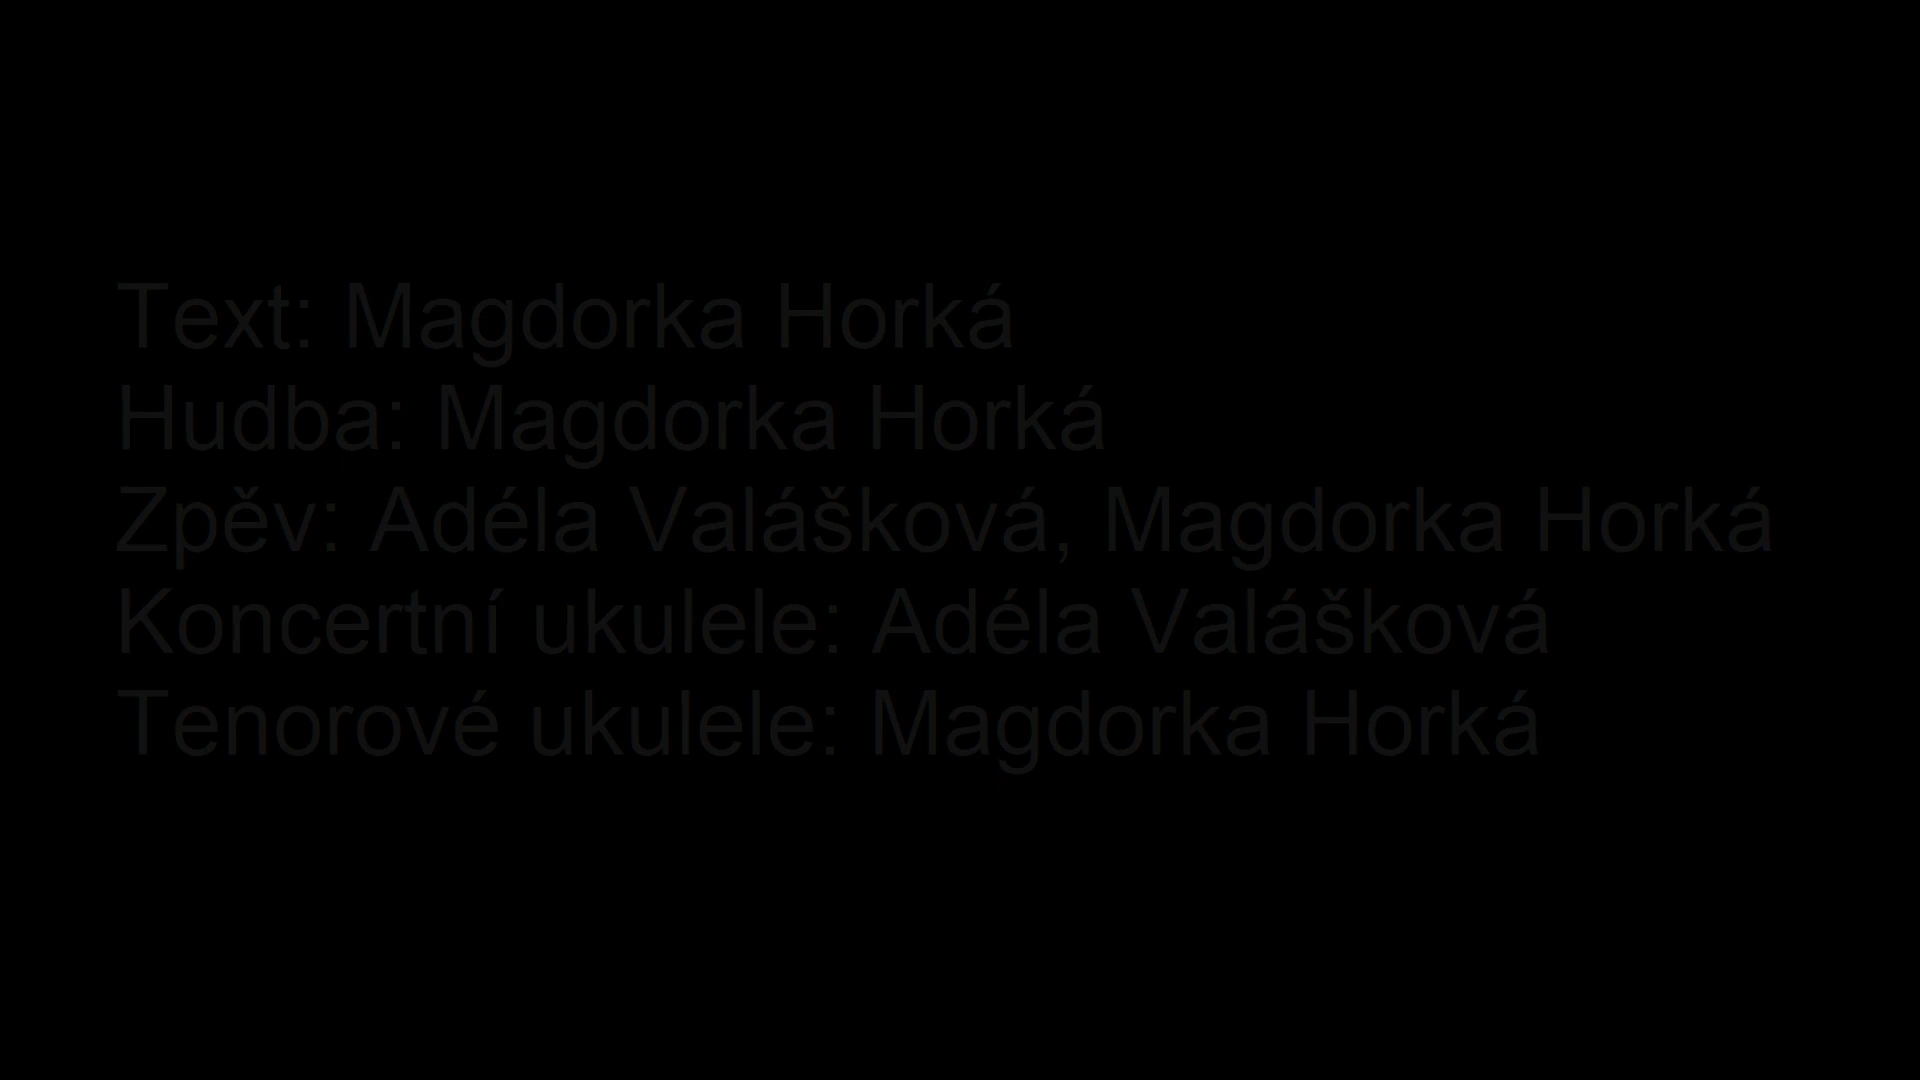 Text: Magdorka Horká
Hudba: Magdorka Horká
Zpěv: Adéla Valášková, Magdorka Horká
Koncertní ukulele: Adéla Valášková
Tenorové ukulele: Magdorka Horká